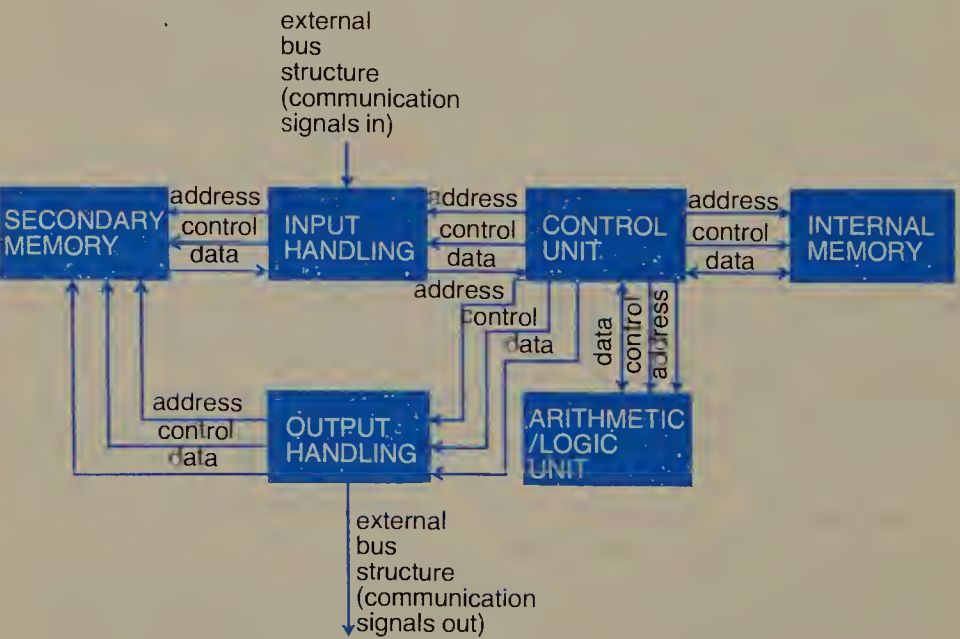 external
bus
structure
(communication
signals in)
SECONDARY
MEMORY
address
control
data
INPUT
HANDLING
address
control
data
CONTROL
UNIT
address
control
data
INTERNAL
MEMORY
address
control
data
data
control
address
address
control
data
OUTPUT
HANDLING
ARITHMETIC
/LOGIC
UNIT
external
bus
structure
(communication
signals out)